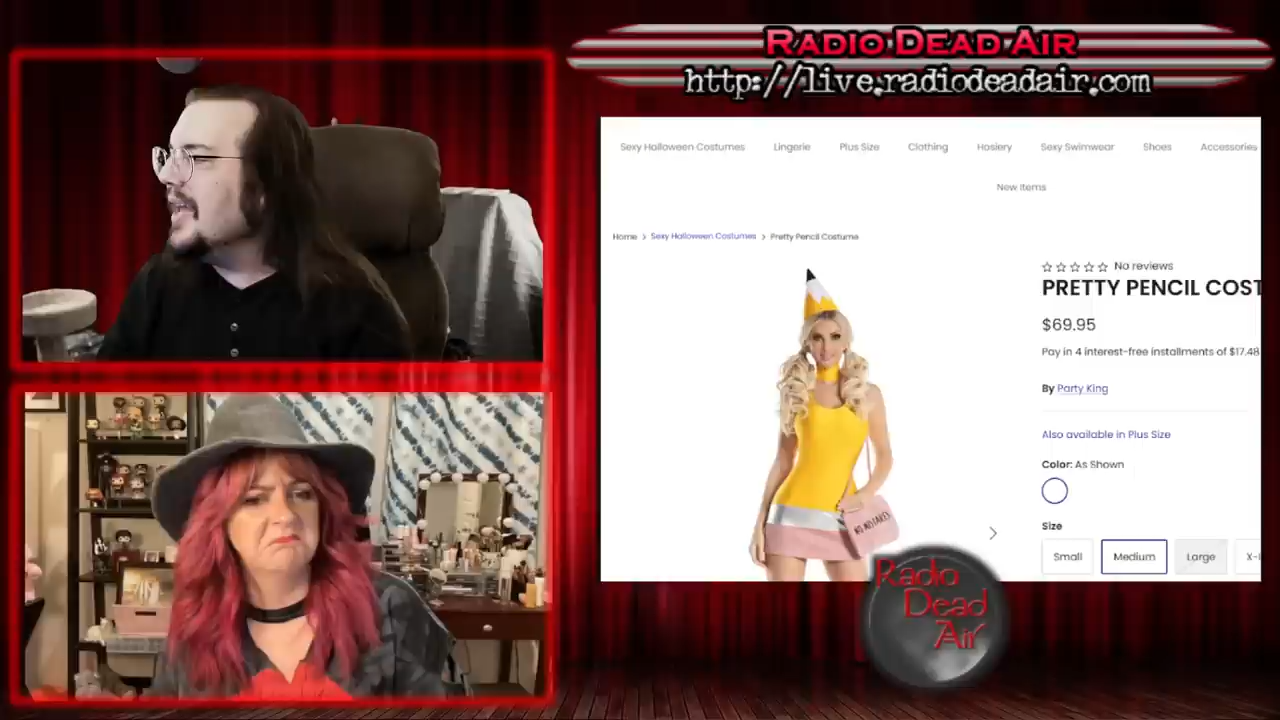 Radio Dead Air
http://live.radiodeadair.com
Sexy Halloween Costumes Lingerie Plus Size Clothing Hosiery Sexy Swimwear Shoes Accessories
New Items
Home > Sexy Halloween Costumes > Pretty Pencil Costume
No reviews
PRETTY PENCIL COST
$69.95
Pay in 4 interest-free installments of $17.48
By Party King
Also available in Plus Size
Color: As Shown
Size
Small Medium Large X-
NO MISTAKES
Radio
Dead
Air